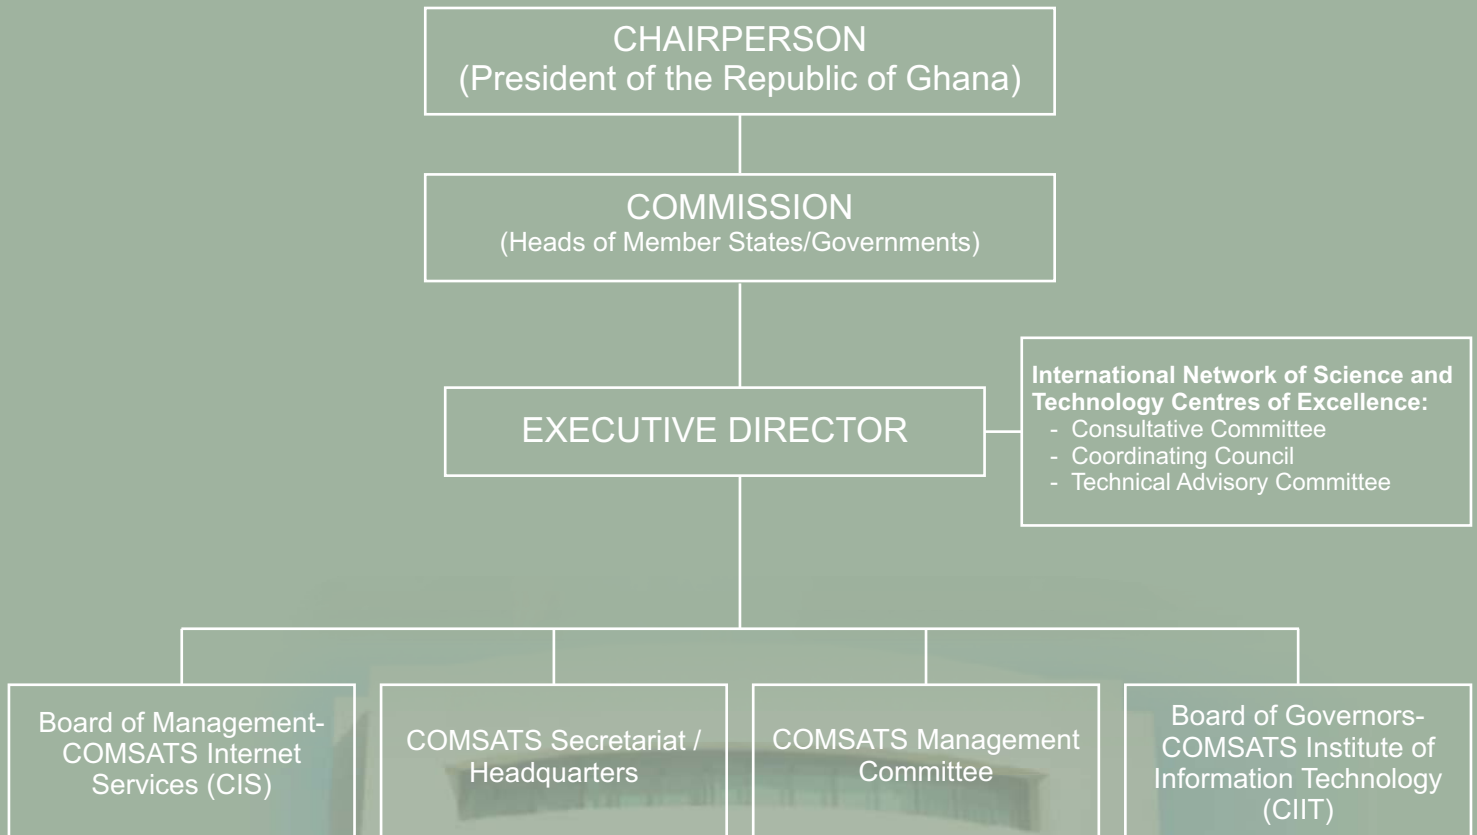 CHAIRPERSON
(President of the Republic of Ghana)
COMMISSION
(Heads of Member States/Governments)
EXECUTIVE DIRECTOR
International Network of Science and
Technology Centres of Excellence:
- Consultative Committee
- Coordinating Council
- Technical Advisory Committee
Board of Management-
COMSATS Internet
Services (CIS)
COMSATS Secretariat /
Headquarters
COMSATS Management
Committee
Board of Governors-
COMSATS Institute of
Information Technology
(CIIT)